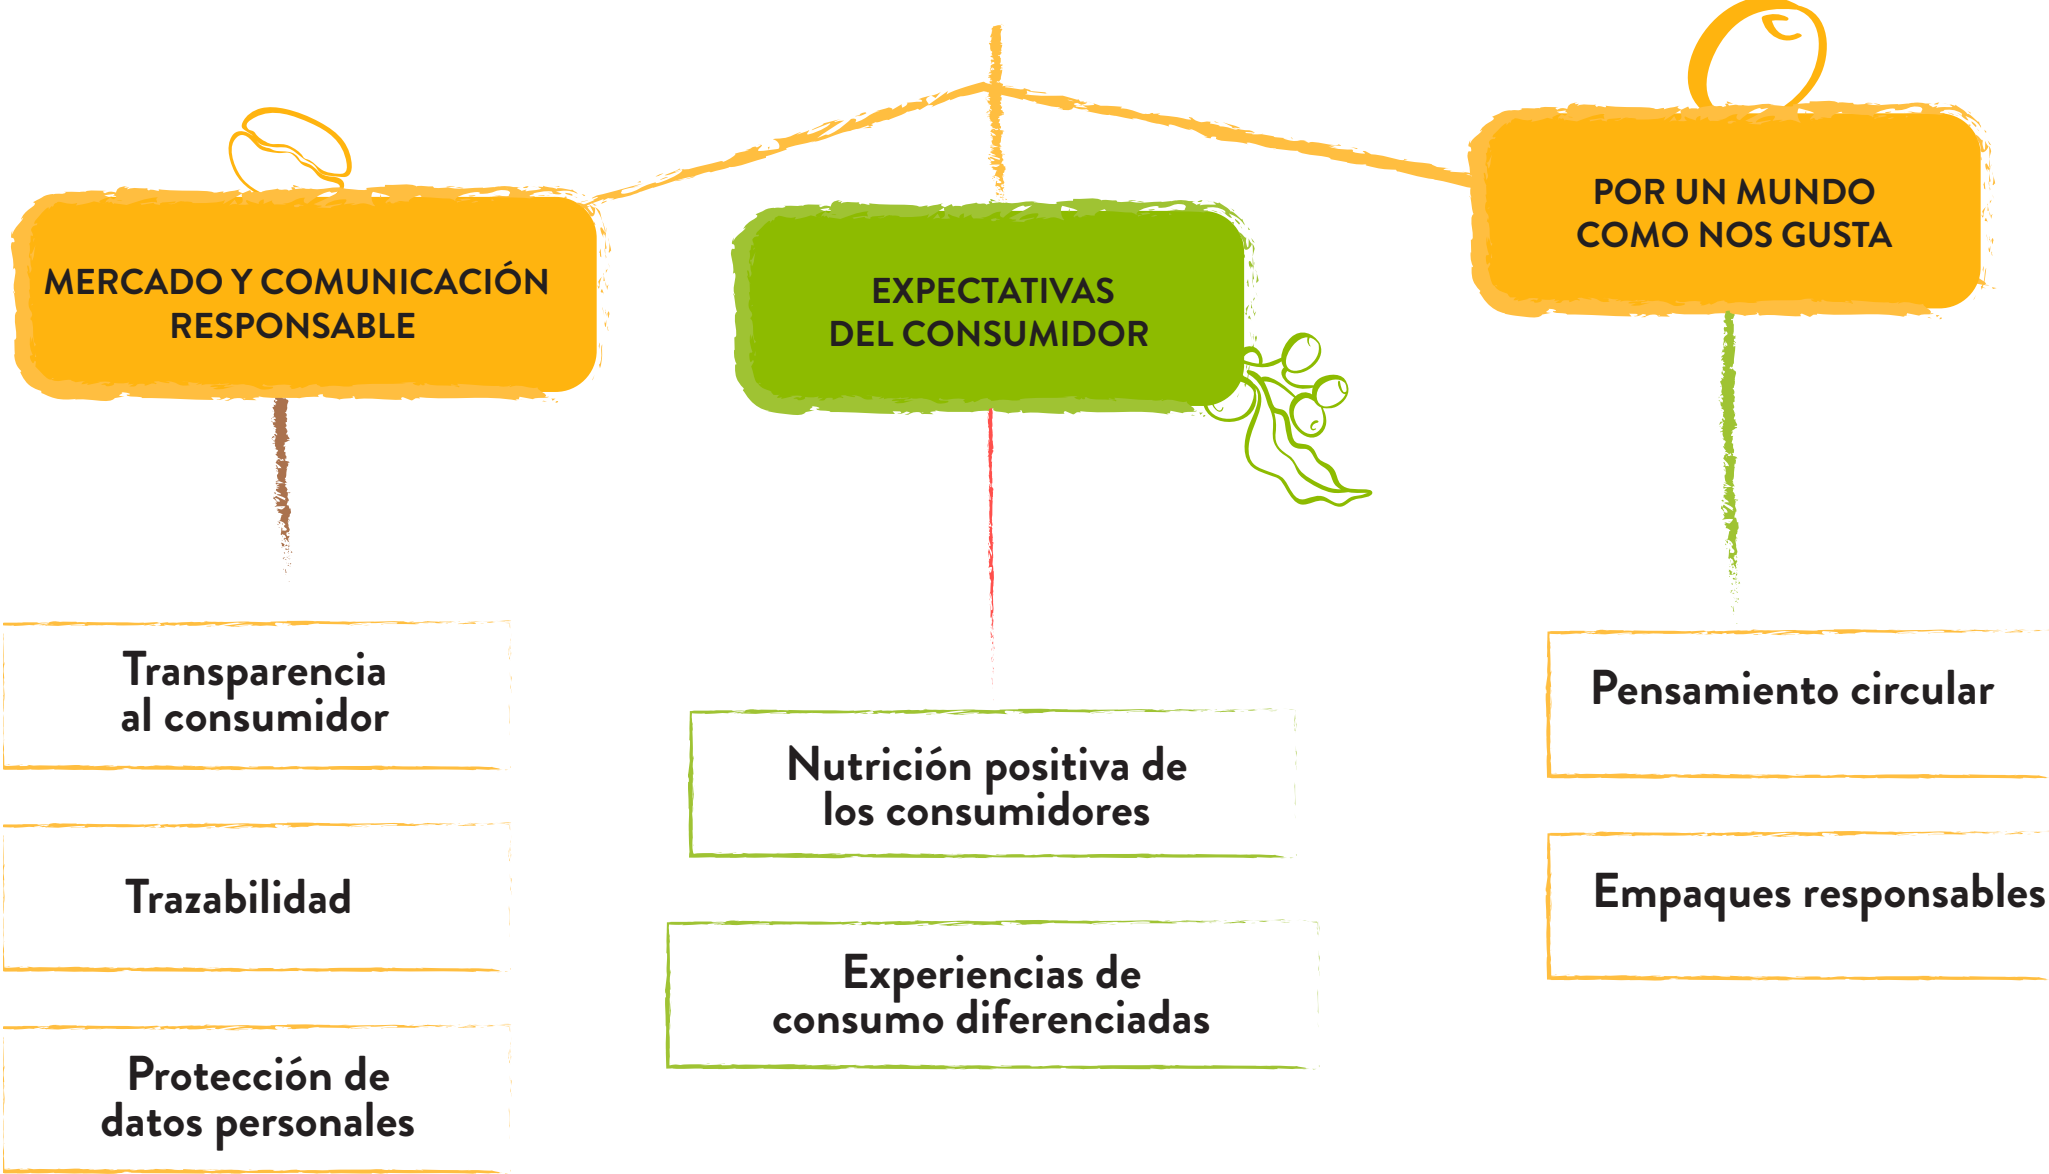 MERCADO Y COMUNICACIÓN
RESPONSABLE
Transparencia
al consumidor
Trazabilidad
Protección de
datos personales
EXPECTATIVAS
DEL CONSUMIDOR
Nutrición positiva de
los consumidores
Experiencias de
consumo diferenciadas
POR UN MUNDO
COMO NOS GUSTA
Pensamiento circular
Empaques responsables